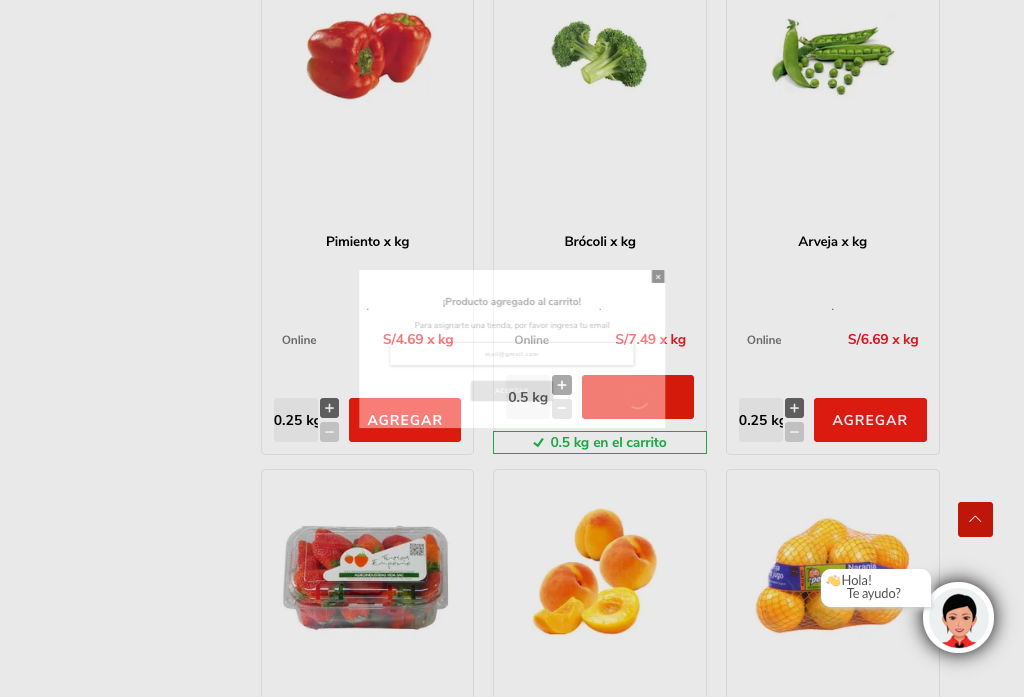 Pimiento x kg
Brócoli x kg
Arveja x kg
¡Producto agregado al carrito!
Para asignarte una tienda, por favor ingresa tu email
mail@gmail.com
Online
S/4.69 x kg
Online
S/7.49 x kg
Online
S/6.69 x kg
0.25 kg
+
−
AGREGAR
0.5 kg
+
−
0.25 kg
+
−
AGREGAR
0.5 kg en el carrito
Naranja
Hola!
Te ayudo?